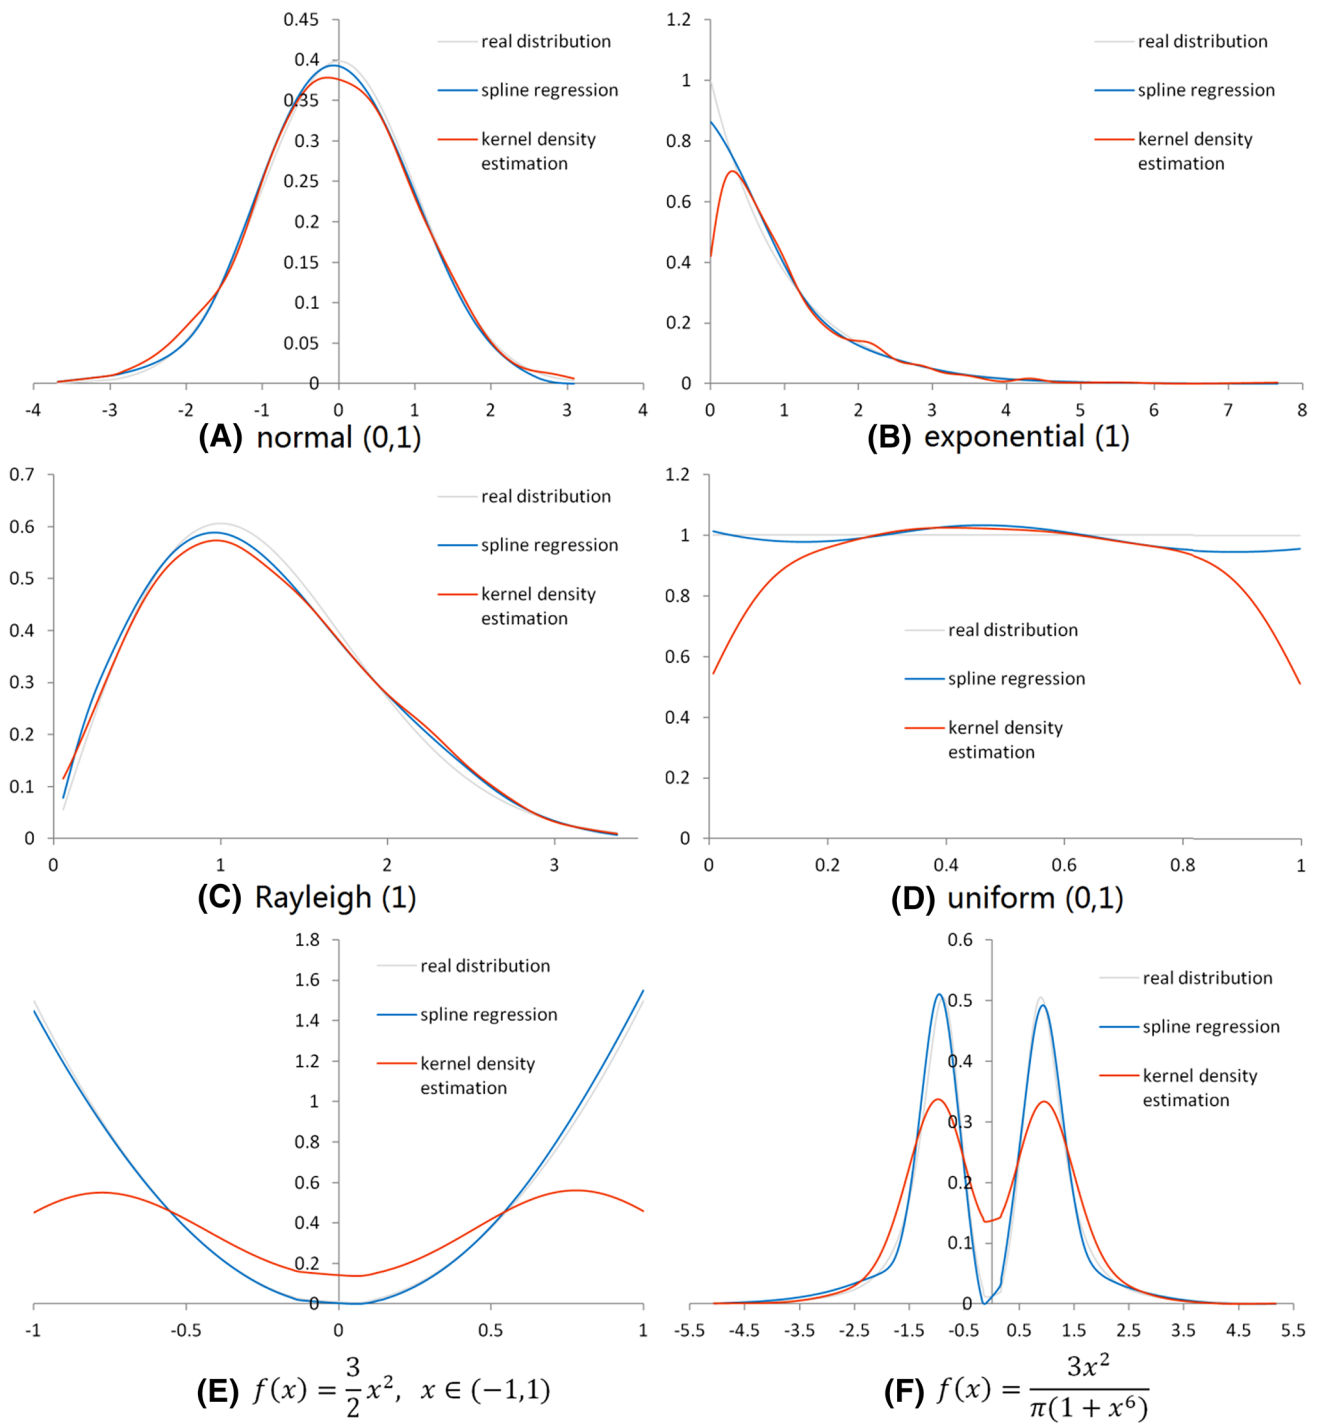 0.45
0.4
0.35
0.3
0.25
0.2
0.15
0.1
0.05
0
-4 -3 -2 -1 0 1 2 3 4
real distribution
spline regression
kernel density
estimation
(A) normal (0,1)
1.2
1
0.8
0.6
0.4
0.2
0
0 1 2 3 4 5 6 7 8
real distribution
spline regression
kernel density
estimation
(B) exponential (1)
0.7
0.6
0.5
0.4
0.3
0.2
0.1
0
0 1 2 3
real distribution
spline regression
kernel density
estimation
(C) Rayleigh (1)
1.2
1
0.8
0.6
0.4
0.2
0
0 0.2 0.4 0.6 0.8 1
real distribution
spline regression
kernel density
estimation
(D) uniform (0,1)
1.8
1.6
1.4
1.2
1
0.8
0.6
0.4
0.2
0
-1 -0.5 0 0.5 1
real distribution
spline regression
kernel density
estimation
(E) f(x) = 3/2 x², x ∈ (−1,1)
0.6
0.5
0.4
0.3
0.2
0.1
0
-5.5 -4.5 -3.5 -2.5 -1.5 -0.5 0.5 1.5 2.5 3.5 4.5 5.5
real distribution
spline regression
kernel density
estimation
(F) f(x) = 3x² / π(1 + x⁶)